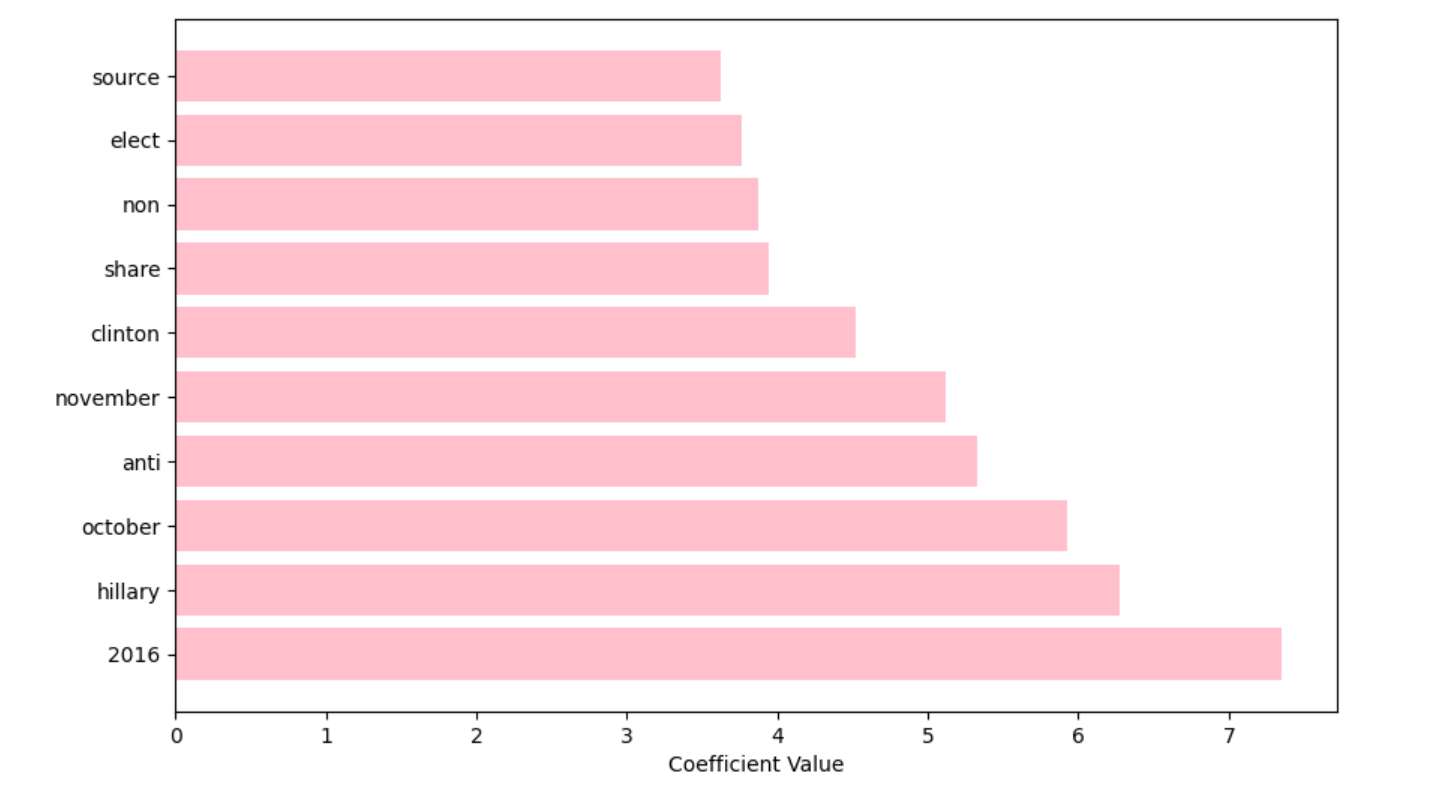 source
elect
non
share
clinton
november
anti
october
hillary
2016
0 1 2 3 4 5 6 7
Coefficient Value